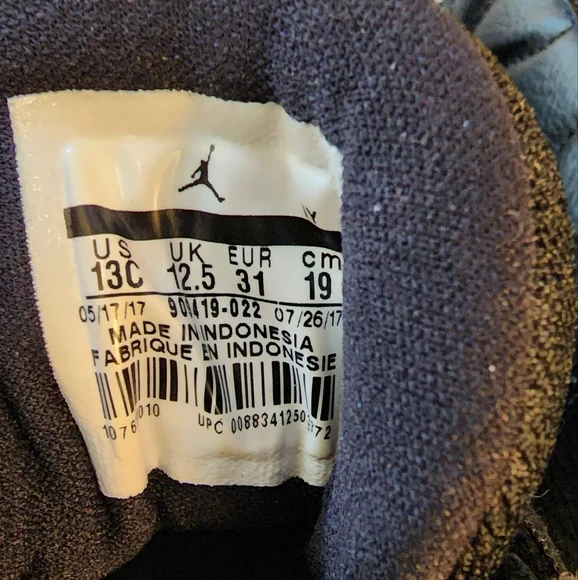 US UK EUR cm
13C 12.5 31 19
05/17/17 07/26/17
MADE IN INDONESIA
FABRIQUE EN INDONESIE
UPC